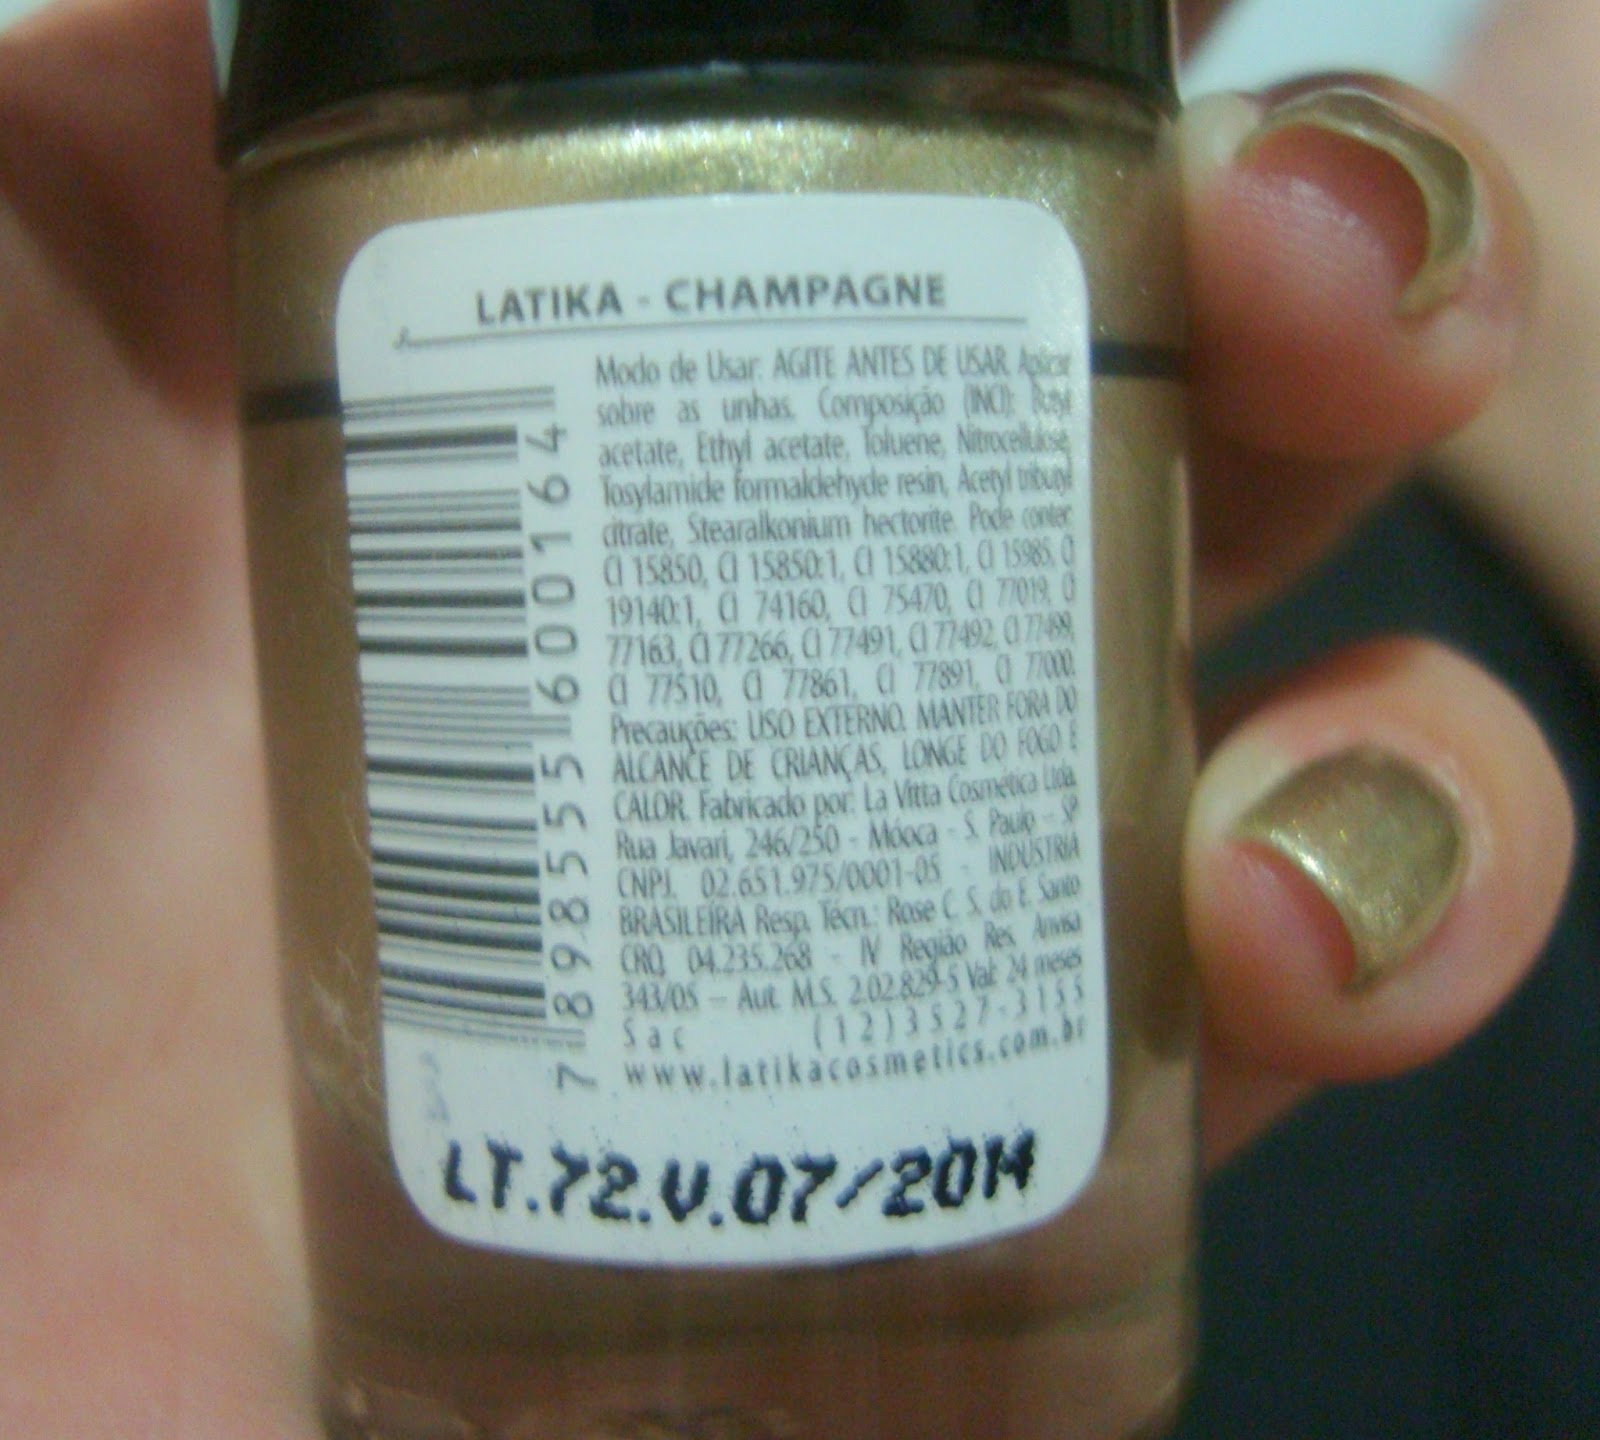 LATIKA - CHAMPAGNE
Modo de Usar: AGITE ANTES DE USAR. Aplicar
sobre as unhas. Composição (INCI): Butyl
acetate, Ethyl acetate, Toluene, Nitrocellulose,
Tosylamide formaldehyde resin, Acetyl tributyl
citrate, Stearalkonium hectorite. Pode conter:
CI 15850, CI 15850:1, CI 15880:1, CI 15985, CI
19140:1, CI 74160, CI 75470, CI 77019, CI
77163, CI 77266, CI 77491, CI 77492, CI 77499,
CI 77510, CI 77861, CI 77891, CI 77000.
Precauções: USO EXTERNO. MANTER FORA DO
ALCANCE DE CRIANÇAS, LONGE DO FOGO E
CALOR. Fabricado por: La Vitta Cosmética Ltda.
Rua Javari, 246/250 - Móoca - S. Paulo - SP
CNPJ. 02.651.975/0001-05 - INDÚSTRIA
BRASILEIRA Resp. Técn.: Rose C. S. do E. Santo
CRQ. 04.235.268 - IV Região Res. Anvisa
343/05 – Aut. M.S. 2.02.829-5 Val: 24 meses
Sac (12)3527-3155
www.latikacosmetics.com.br
7 898555 600164
LT.72.V.07/2014